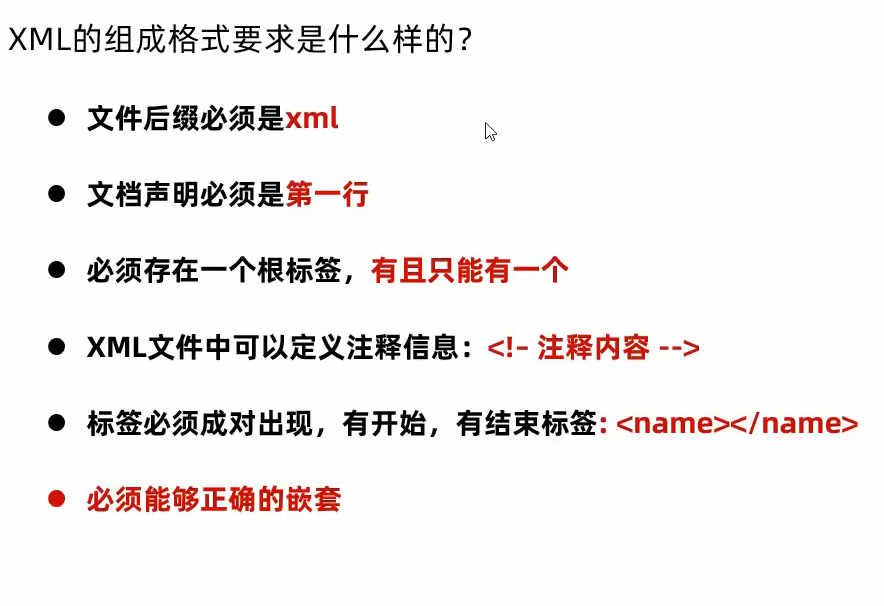 XML的组成格式要求是什么样的？
● 文件后缀必须是xml
● 文档声明必须是第一行
● 必须存在一个根标签，有且只能有一个
● XML文件中可以定义注释信息：<!– 注释内容 -->
● 标签必须成对出现，有开始，有结束标签: <name></name>
● 必须能够正确的嵌套